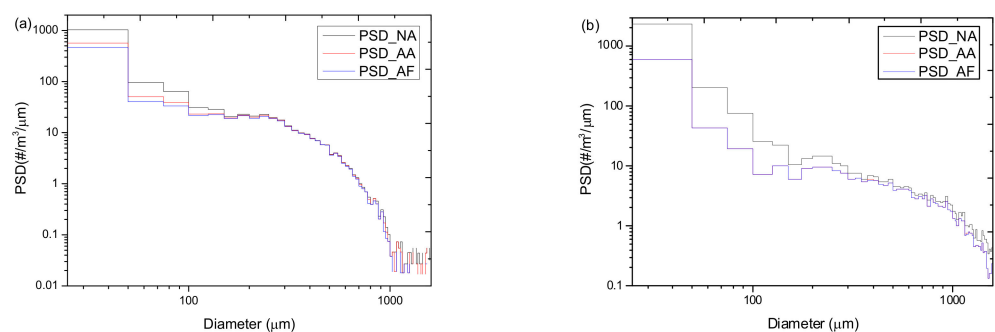 (a)
PSD_NA
PSD_AA
PSD_AF
1000
100
10
1
0.1
0.01
PSD(#/m³/μm)
100
1000
Diameter (μm)
(b)
PSD_NA
PSD_AA
PSD_AF
1000
100
10
1
0.1
PSD(#/m³/μm)
100
1000
Diameter (μm)